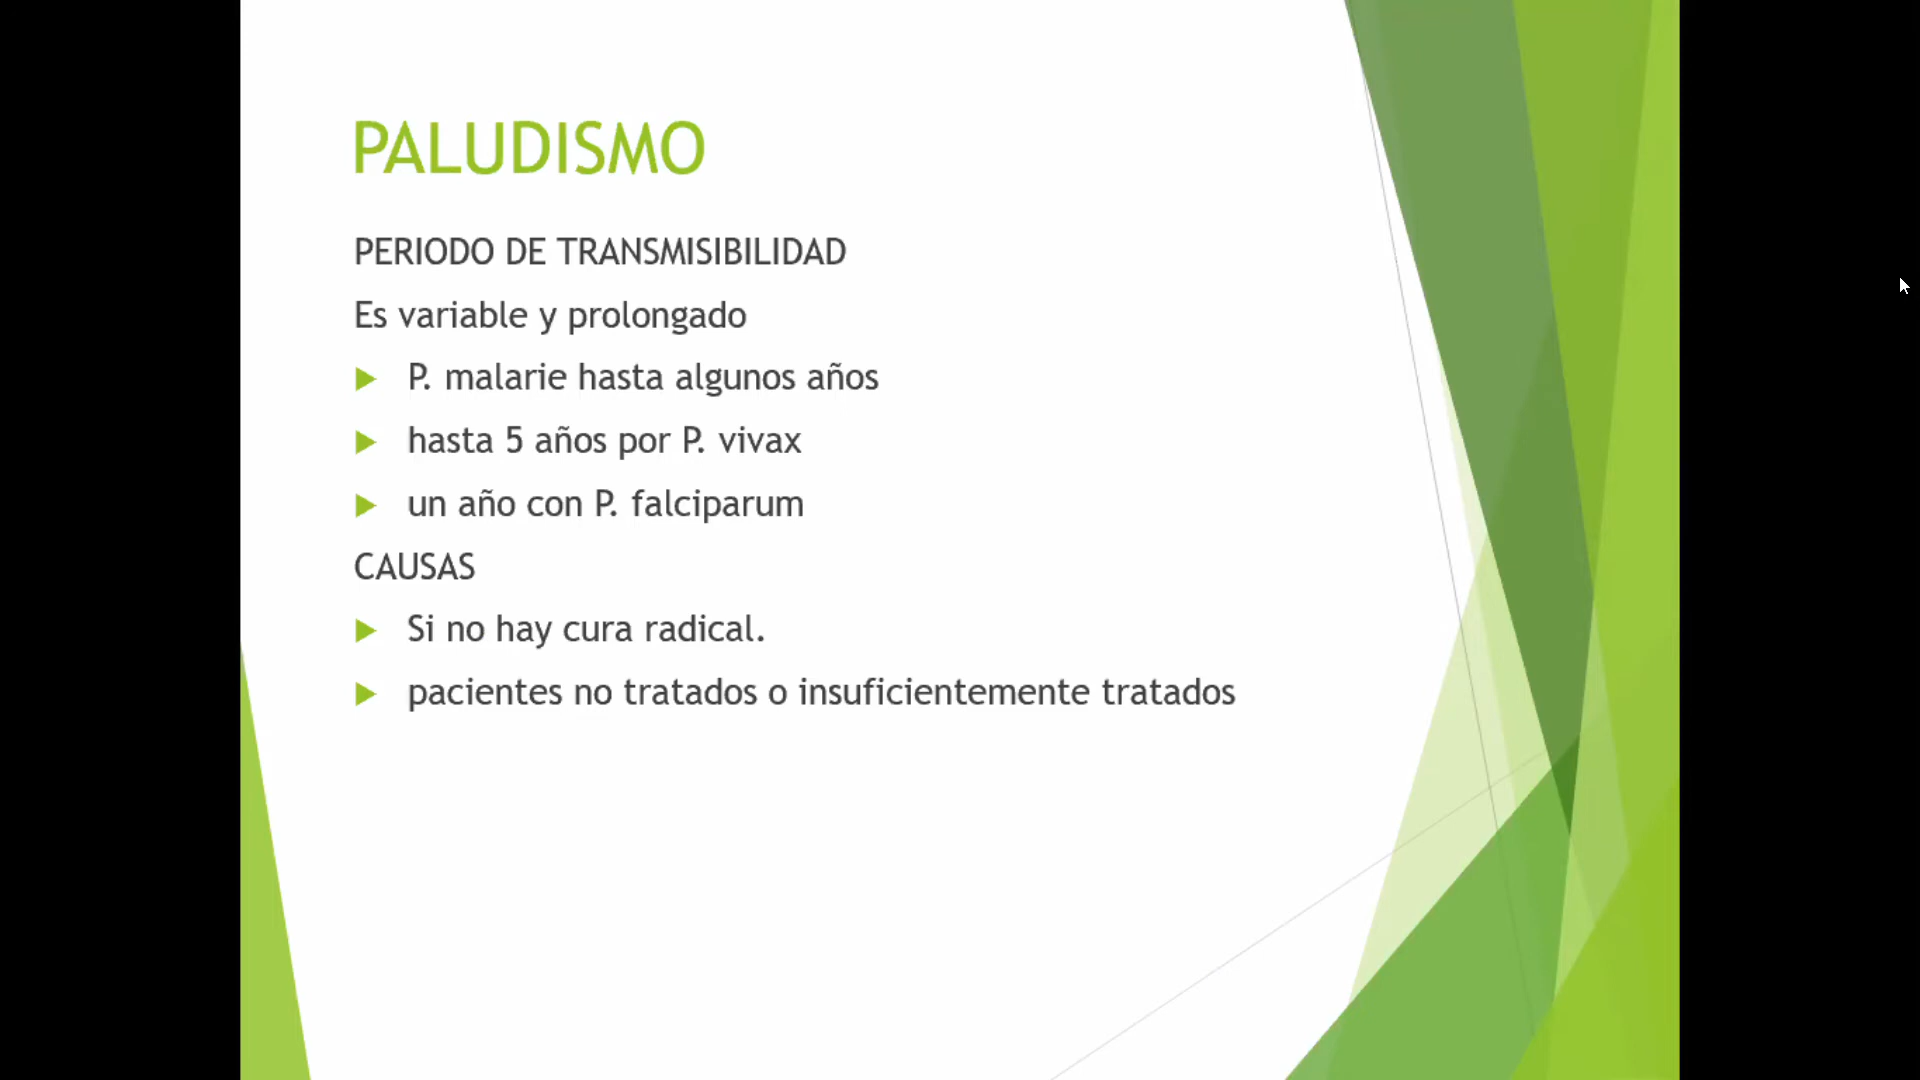 PALUDISMO
PERIODO DE TRANSMISIBILIDAD
Es variable y prolongado
P. malarie hasta algunos años
hasta 5 años por P. vivax
un año con P. falciparum
CAUSAS
Si no hay cura radical.
pacientes no tratados o insuficientemente tratados